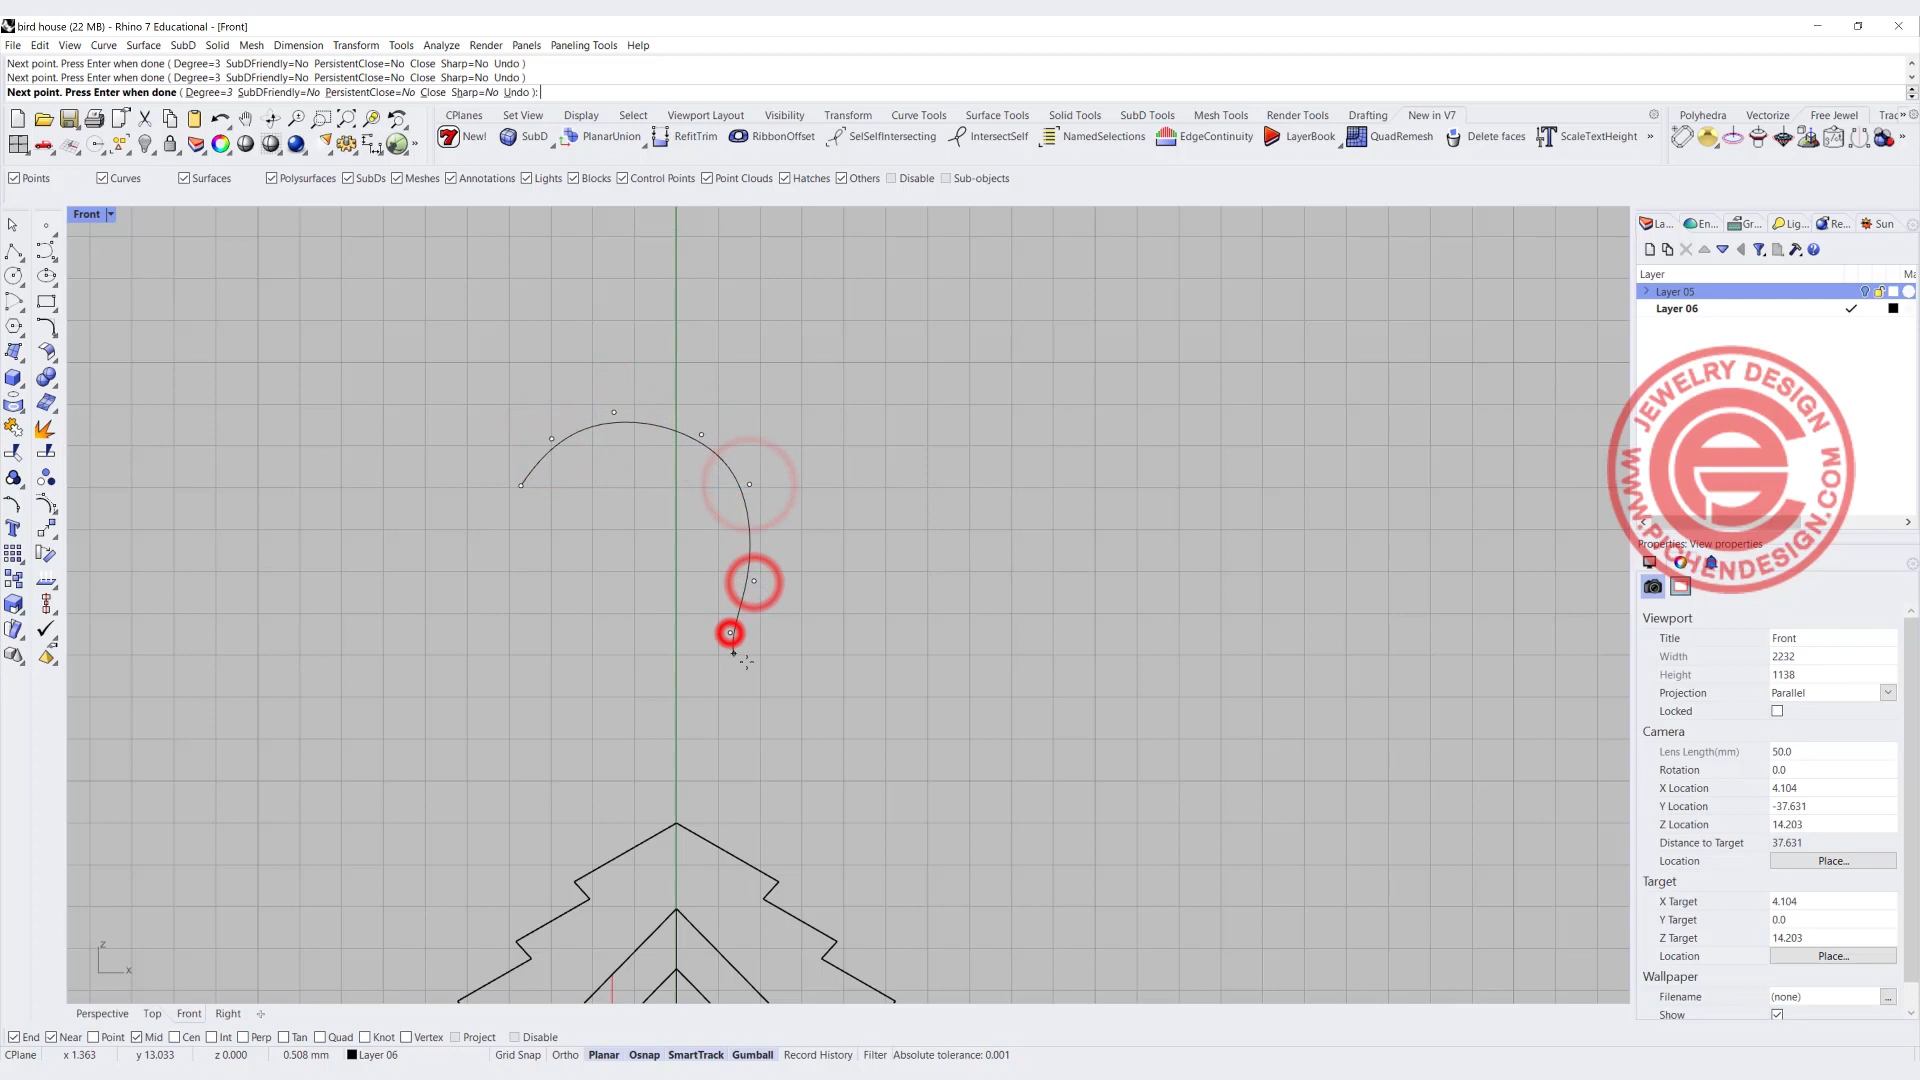 bird house (22 MB) - Rhino 7 Educational - [Front]
File Edit View Curve Surface SubD Solid Mesh Dimension Transform Tools Analyze Render Panels Paneling Tools Help
Next point. Press Enter when done ( Degree=3 SubDFriendly=No PersistentClose=No Close Sharp=No Undo )
Next point. Press Enter when done ( Degree=3 SubDFriendly=No PersistentClose=No Close Sharp=No Undo )
Next point. Press Enter when done ( Degree=3 SubDFriendly=No PersistentClose=No Close Sharp=No Undo ):
CPlanes Set View Display Select Viewport Layout Visibility Transform Curve Tools Surface Tools Solid Tools SubD Tools Mesh Tools Render Tools Drafting New in V7 Polyhedra Vectorize Free Jewel Trac »
New! SubD PlanarUnion RefitTrim RibbonOffset SelSelfIntersecting IntersectSelf NamedSelections EdgeContinuity LayerBook QuadRemesh Delete faces ScaleTextHeight »
Points Curves Surfaces Polysurfaces SubDs Meshes Annotations Lights Blocks Control Points Point Clouds Hatches Others Disable Sub-objects
Front
La... En... Gr... Lig... Re... Sun
Layer Ma
Layer 05
Layer 06
JEWELRY DESIGN
WWW.PICHENDESIGN.COM
Properties: View properties
Viewport
Title Front
Width 2232
Height 1138
Projection Parallel
Locked
Camera
Lens Length(mm) 50.0
Rotation 0.0
X Location 4.104
Y Location -37.631
Z Location 14.203
Distance to Target 37.631
Location Place...
Target
X Target 4.104
Y Target 0.0
Z Target 14.203
Location Place...
Wallpaper
Filename (none) ...
Show
z
x
Perspective Top Front Right
End Near Point Mid Cen Int Perp Tan Quad Knot Vertex Project Disable
CPlane x 1.363 y 13.033 z 0.000 0.508 mm Layer 06 Grid Snap Ortho Planar Osnap SmartTrack Gumball Record History Filter Absolute tolerance: 0.001